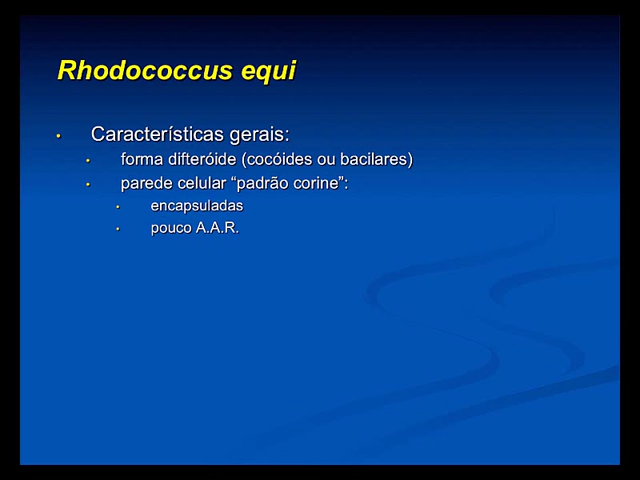 Rhodococcus equi
• Características gerais:
• forma difteróide (cocóides ou bacilares)
• parede celular “padrão corine”:
• encapsuladas
• pouco A.A.R.